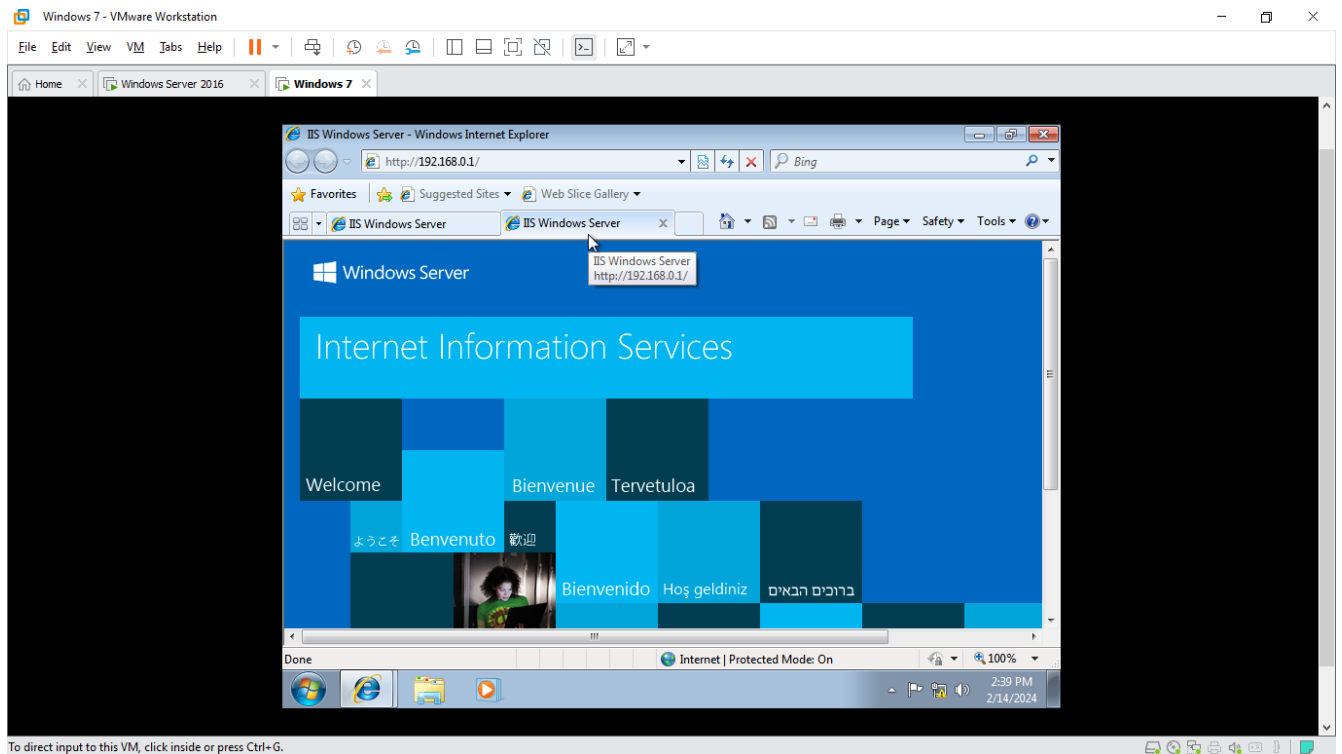 Windows 7 - VMware Workstation
File Edit View VM Tabs Help
Home Windows Server 2016 Windows 7
IIS Windows Server - Windows Internet Explorer
http://192.168.0.1/ Bing
Favorites Suggested Sites Web Slice Gallery
IIS Windows Server IIS Windows Server Page Safety Tools
IIS Windows Server
http://192.168.0.1/
Windows Server
Internet Information Services
Welcome Bienvenue Tervetuloa
ようこそ Benvenuto 歡迎
Bienvenido Hoş geldiniz ברוכים הבאים
Done Internet | Protected Mode: On 100%
2:39 PM
2/14/2024
To direct input to this VM, click inside or press Ctrl+G.